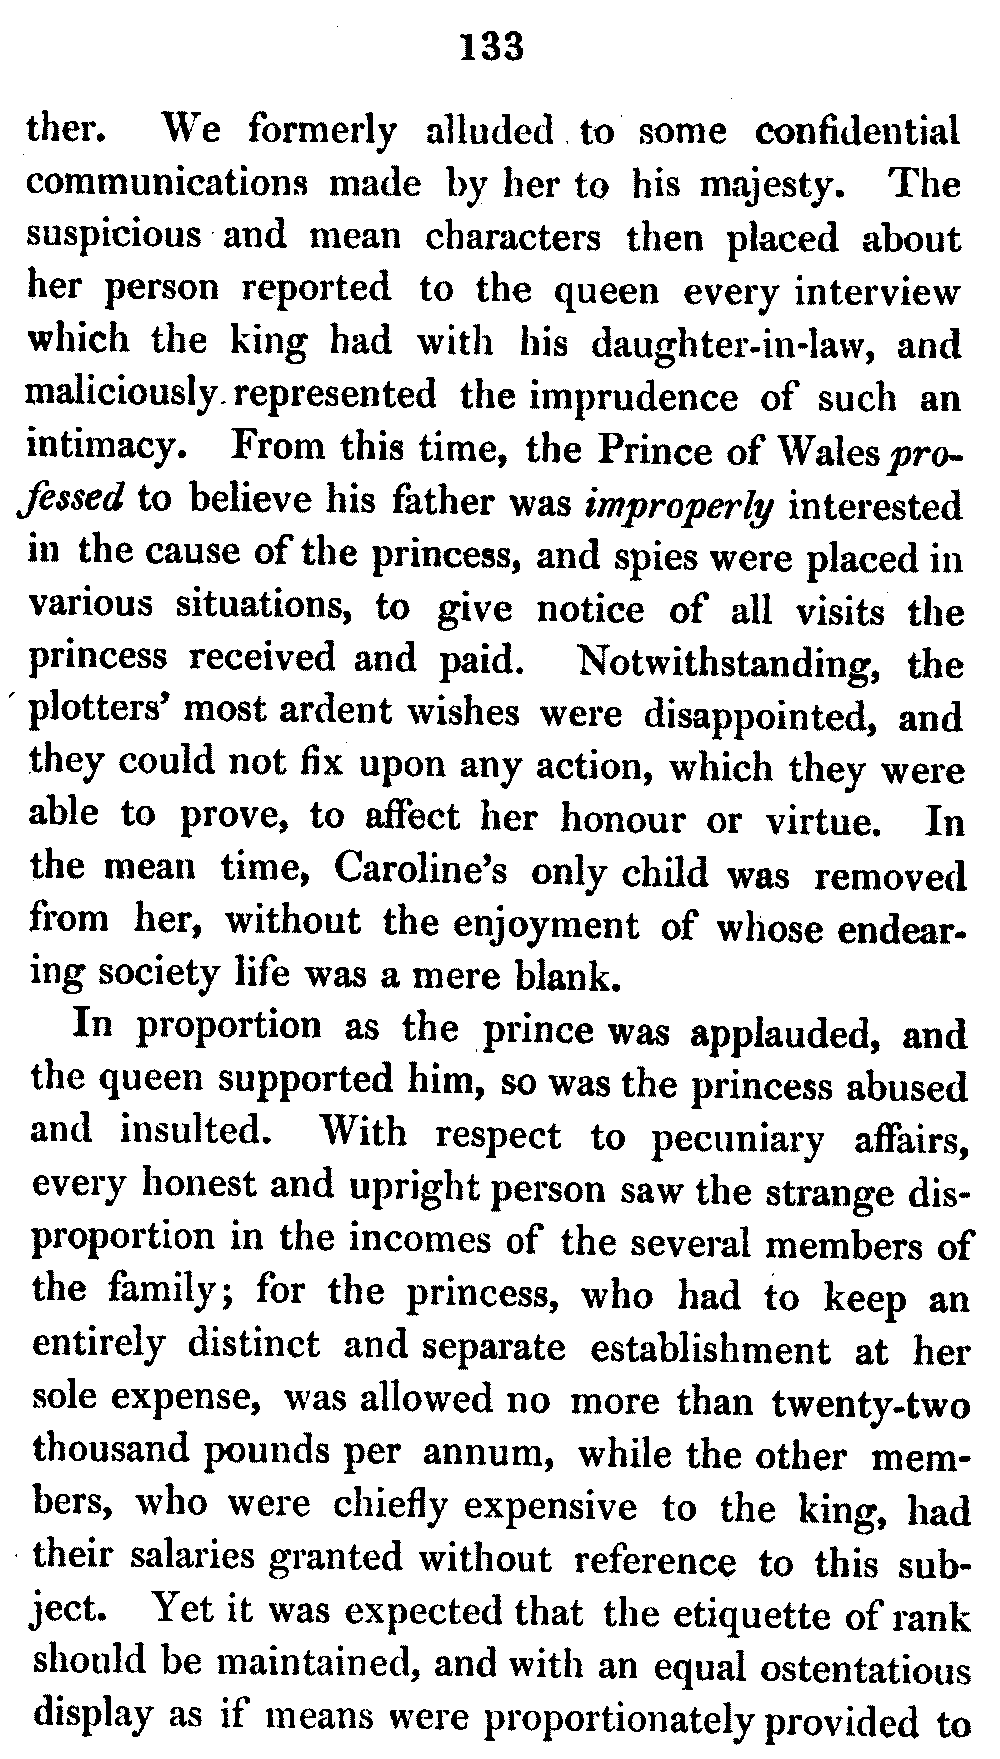 133
ther. We formerly alluded to some confidential
communications made by her to his majesty. The
suspicious and mean characters then placed about
her person reported to the queen every interview
which the king had with his daughter-in-law, and
maliciously represented the imprudence of such an
intimacy. From this time, the Prince of Wales pro-
fessed to believe his father was improperly interested
in the cause of the princess, and spies were placed in
various situations, to give notice of all visits the
princess received and paid. Notwithstanding, the
plotters' most ardent wishes were disappointed, and
they could not fix upon any action, which they were
able to prove, to affect her honour or virtue. In
the mean time, Caroline's only child was removed
from her, without the enjoyment of whose endear-
ing society life was a mere blank.
In proportion as the prince was applauded, and
the queen supported him, so was the princess abused
and insulted. With respect to pecuniary affairs,
every honest and upright person saw the strange dis-
proportion in the incomes of the several members of
the family; for the princess, who had to keep an
entirely distinct and separate establishment at her
sole expense, was allowed no more than twenty-two
thousand pounds per annum, while the other mem-
bers, who were chiefly expensive to the king, had
their salaries granted without reference to this sub-
ject. Yet it was expected that the etiquette of rank
should be maintained, and with an equal ostentatious
display as if means were proportionately provided to